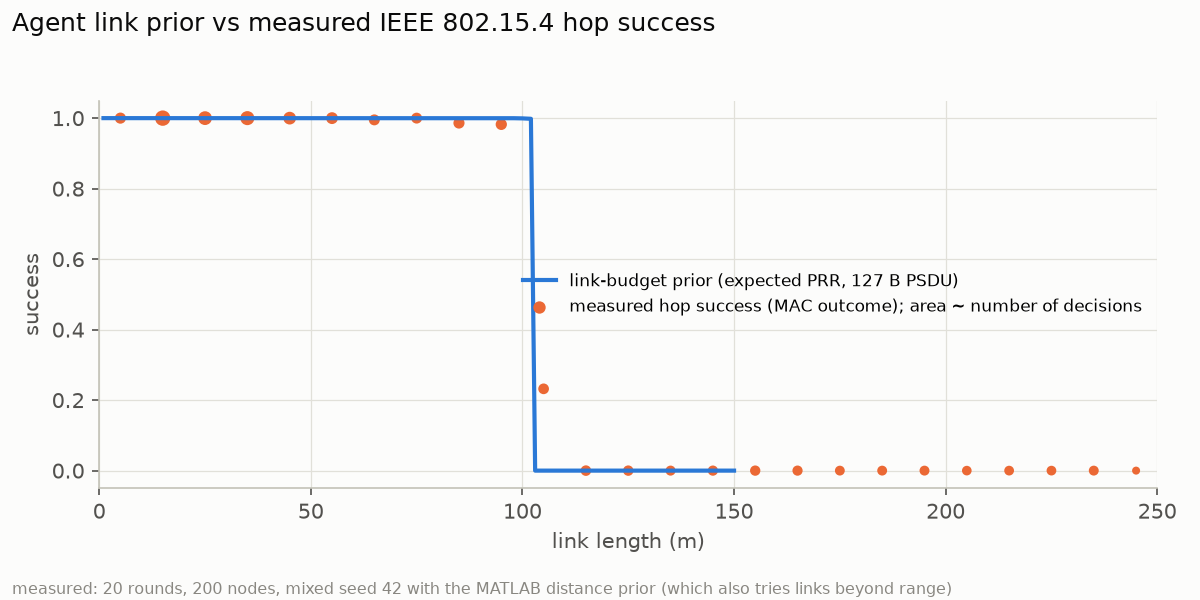 Agent link prior vs measured IEEE 802.15.4 hop success
1.0
0.8
0.6
0.4
0.2
0.0
success
link-budget prior (expected PRR, 127 B PSDU)
measured hop success (MAC outcome); area ~ number of decisions
0 50 100 150 200 250
link length (m)
measured: 20 rounds, 200 nodes, mixed seed 42 with the MATLAB distance prior (which also tries links beyond range)